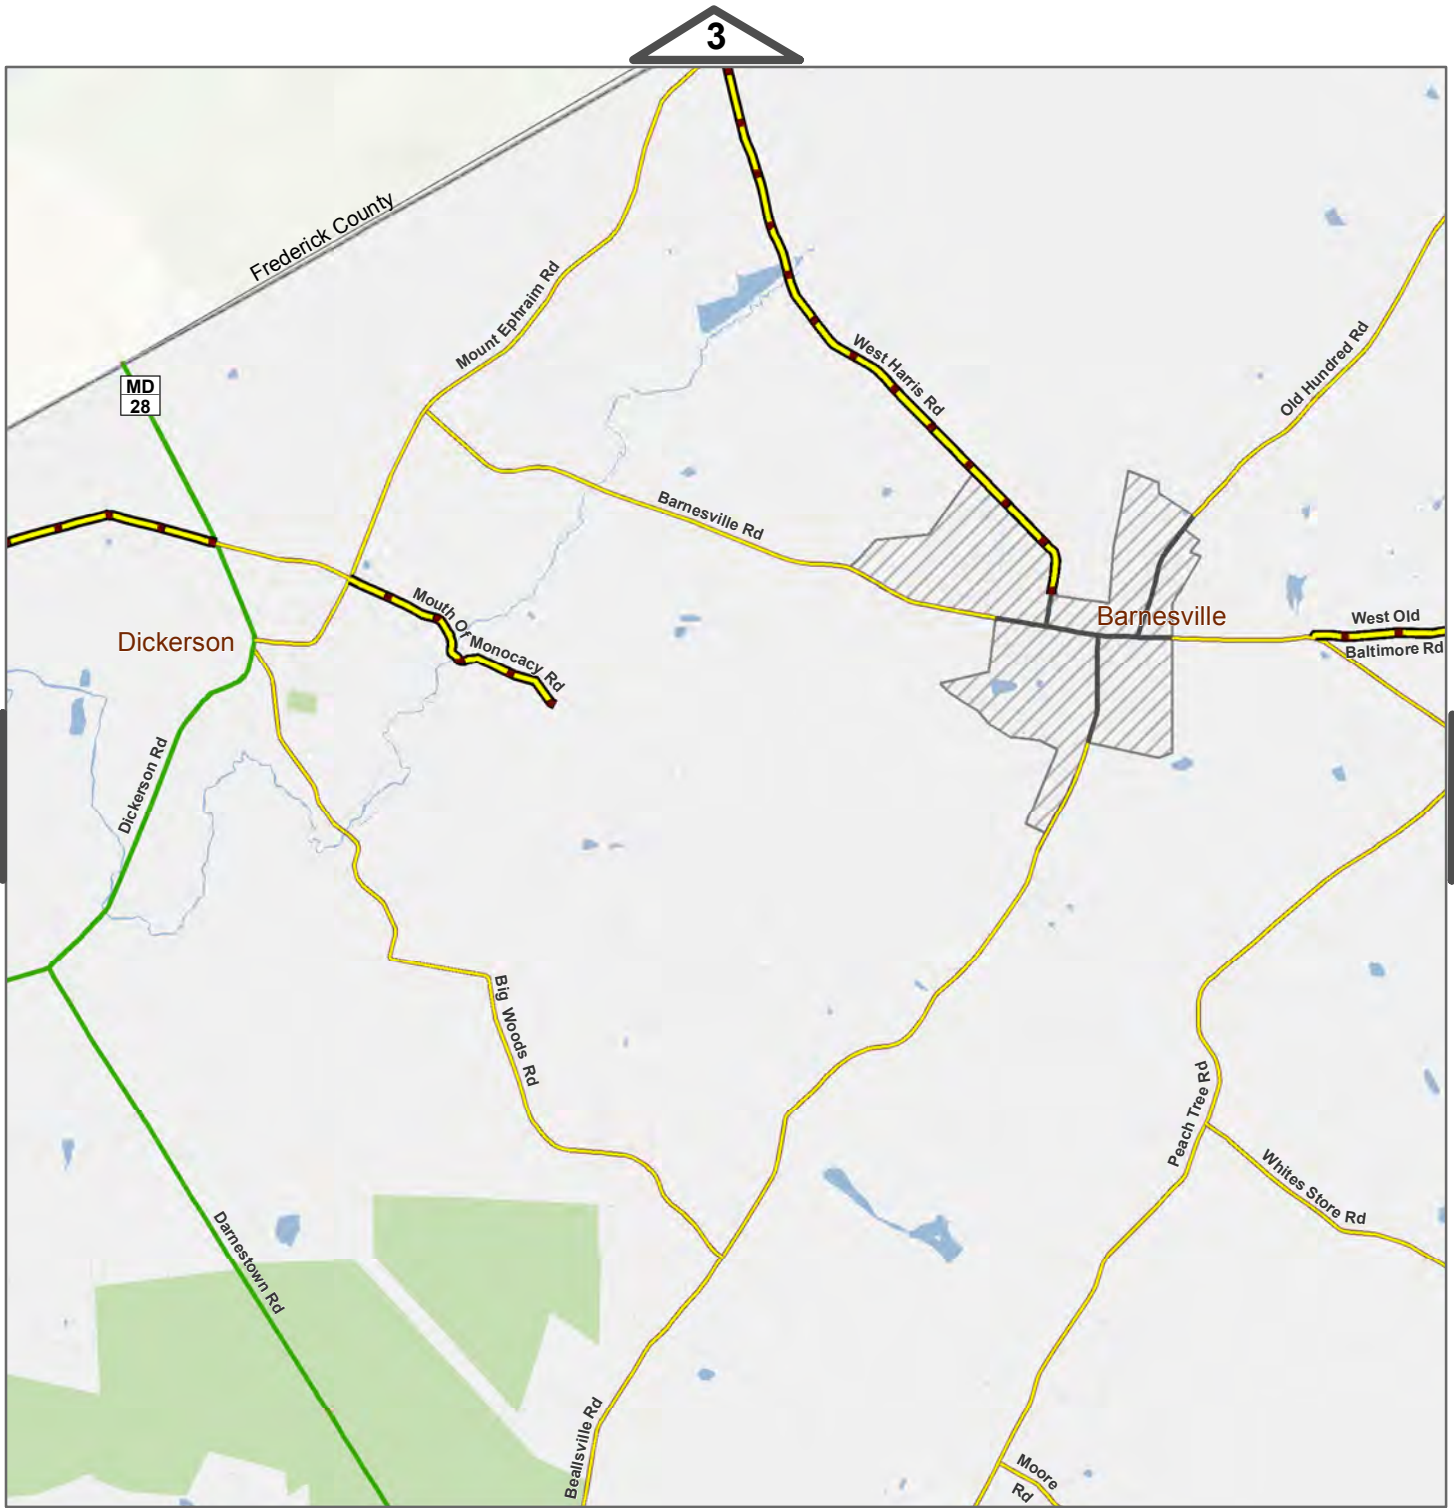 3
Frederick County
Mount Ephraim Rd
MD
28
West Harris Rd
Old Hundred Rd
Barnesville Rd
Mouth Of Monocacy Rd
Barnesville
West Old
Baltimore Rd
Dickerson
Dickerson Rd
Big Woods Rd
Peach Tree Rd
Whites Store Rd
Darnestown Rd
Beallsville Rd
Moore
Rd